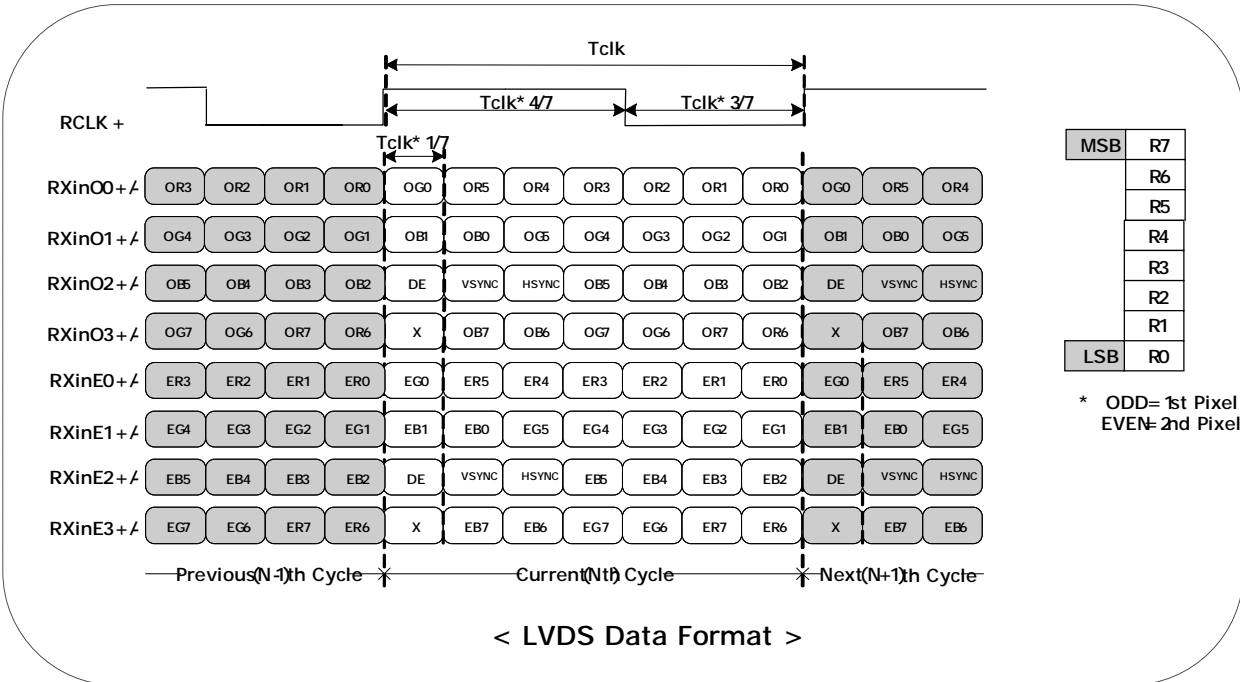 Tclk
Tclk* 4/7 Tclk* 3/7
RCLK +
Tclk* 1/7
MSB R7
R6
R5
R4
R3
R2
R1
LSB R0
RXinO0+/- OR3 OR2 OR1 OR0 OG0 OR5 OR4 OR3 OR2 OR1 OR0 OG0 OR5 OR4
RXinO1+/- OG4 OG3 OG2 OG1 OB1 OB0 OG5 OG4 OG3 OG2 OG1 OB1 OB0 OG5
RXinO2+/- OB5 OB4 OB3 OB2 DE VSYNC HSYNC OB5 OB4 OB3 OB2 DE VSYNC HSYNC
RXinO3+/- OG7 OG6 OR7 OR6 X OB7 OB6 OG7 OG6 OR7 OR6 X OB7 OB6
RXinE0+/- ER3 ER2 ER1 ER0 EG0 ER5 ER4 ER3 ER2 ER1 ER0 EG0 ER5 ER4
RXinE1+/- EG4 EG3 EG2 EG1 EB1 EB0 EG5 EG4 EG3 EG2 EG1 EB1 EB0 EG5
RXinE2+/- EB5 EB4 EB3 EB2 DE VSYNC HSYNC EB5 EB4 EB3 EB2 DE VSYNC HSYNC
RXinE3+/- EG7 EG6 ER7 ER6 X EB7 EB6 EG7 EG6 ER7 ER6 X EB7 EB6
* ODD= 1st Pixel
EVEN= 2nd Pixel
Previous(N-1)th Cycle Current(Nth) Cycle Next(N+1)th Cycle
< LVDS Data Format >